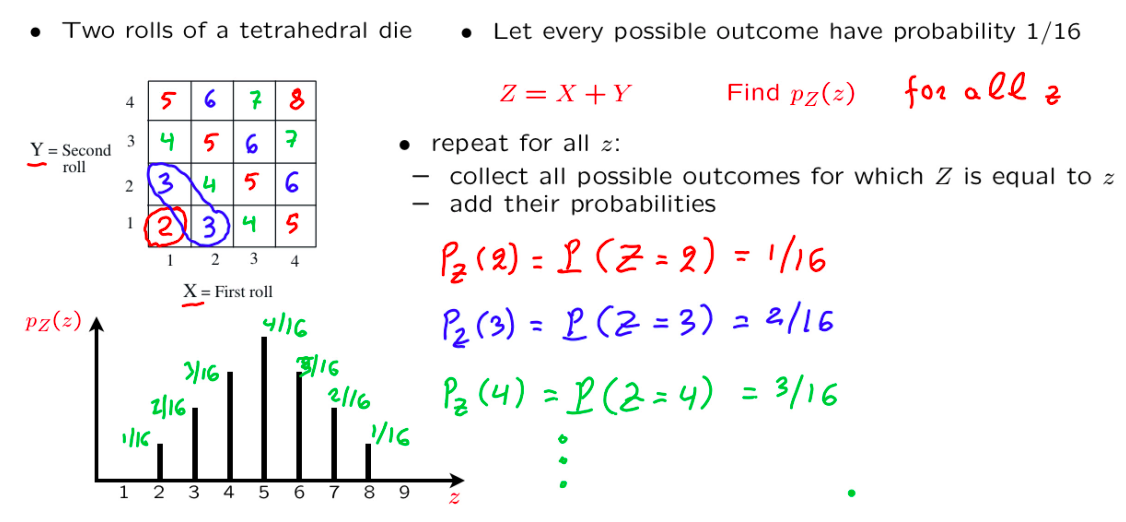 • Two rolls of a tetrahedral die
• Let every possible outcome have probability 1/16
Z = X + Y
Find p_Z(z) for all z
4 5 6 7 8
3 4 5 6 7
2 3 4 5 6
1 2 3 4 5
1 2 3 4
Y = Second
roll
X = First roll
• repeat for all z:
– collect all possible outcomes for which Z is equal to z
– add their probabilities
P_Z(2) = P(Z = 2) = 1/16
P_Z(3) = P(Z = 3) = 2/16
P_Z(4) = P(Z = 4) = 3/16
p_Z(z)
1/16 2/16 3/16 4/16 3/16 2/16 1/16
1 2 3 4 5 6 7 8 9
z